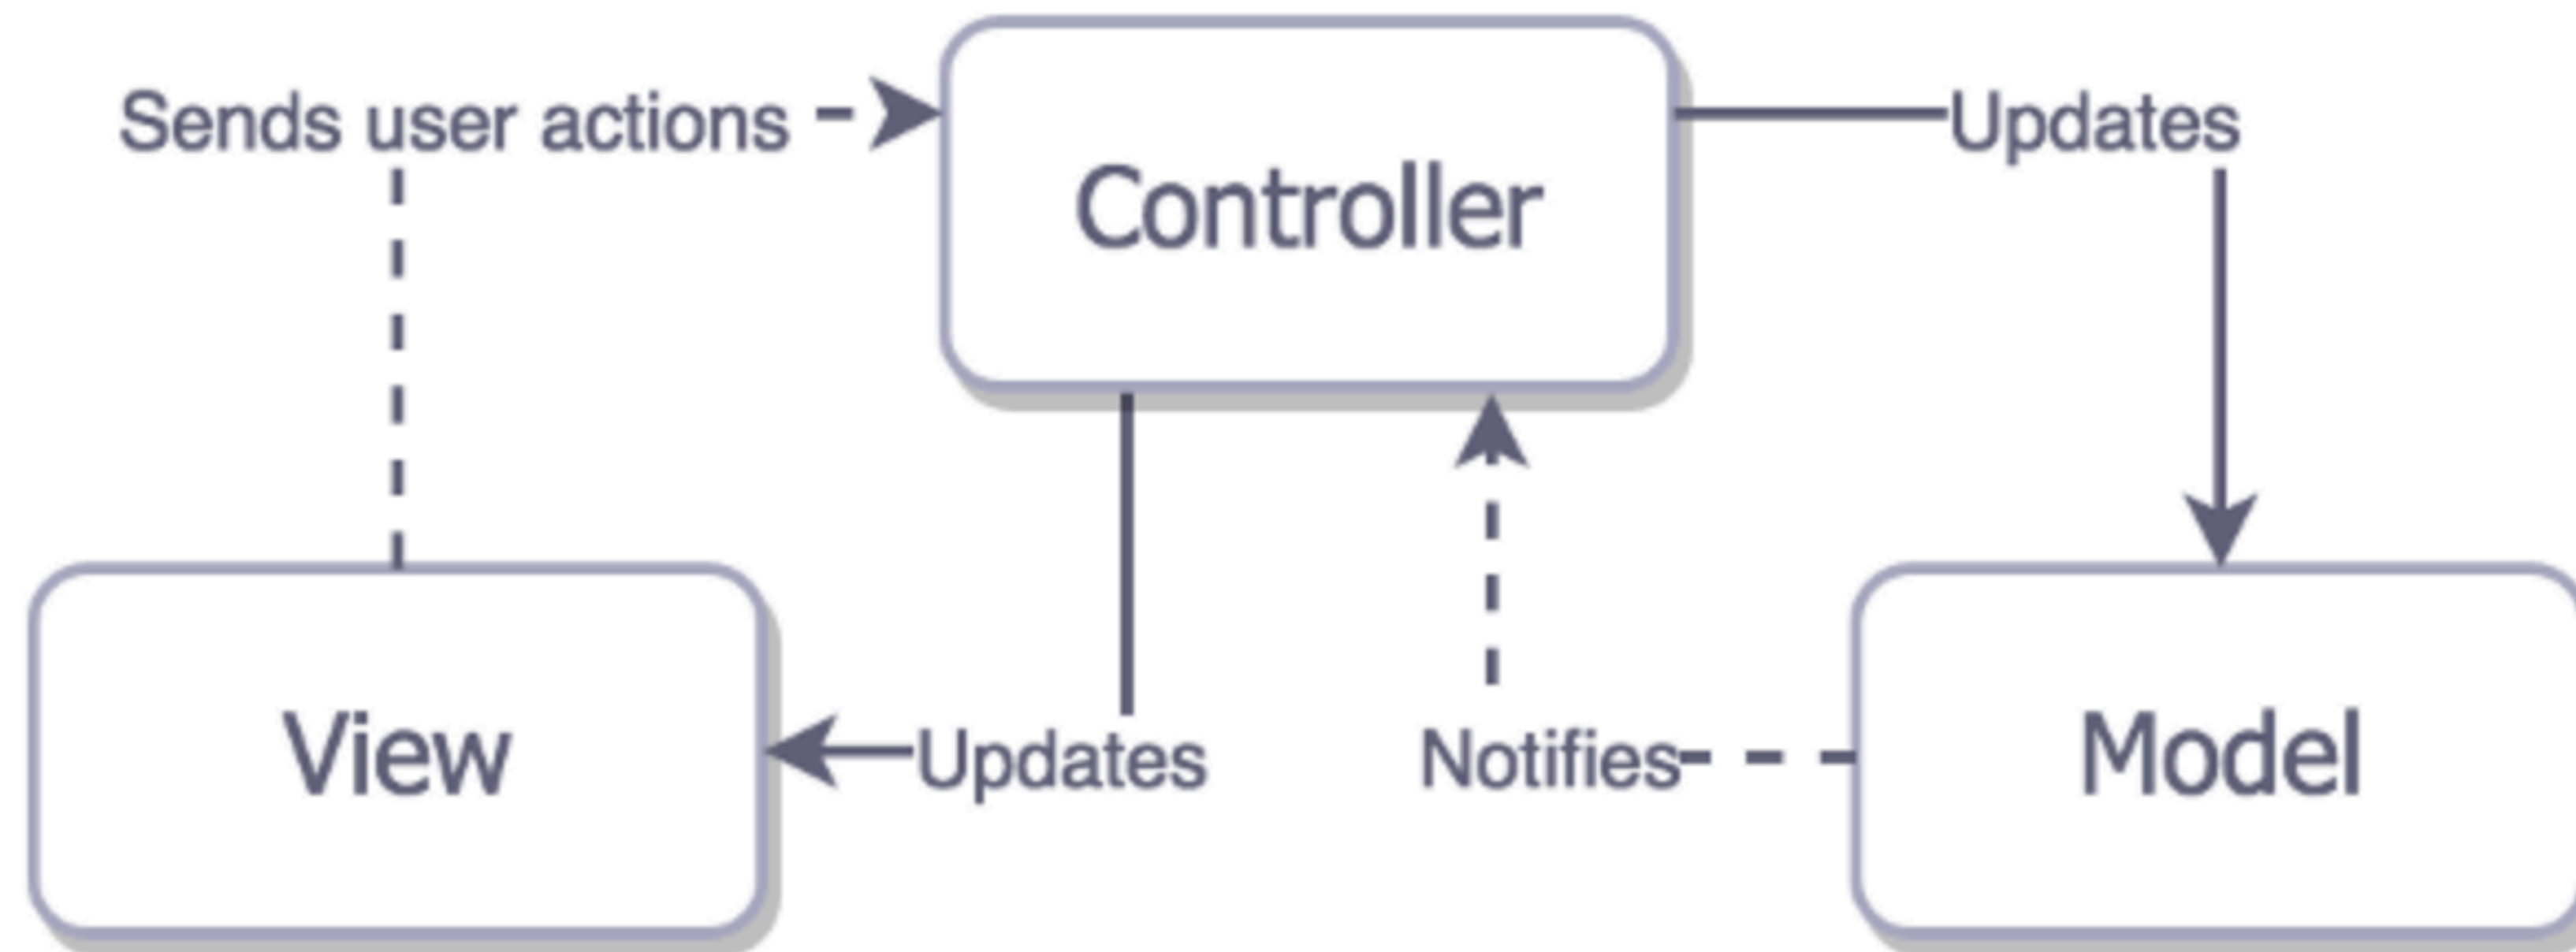 Sends user actions
Updates
Controller
View
Updates
Notifies
Model